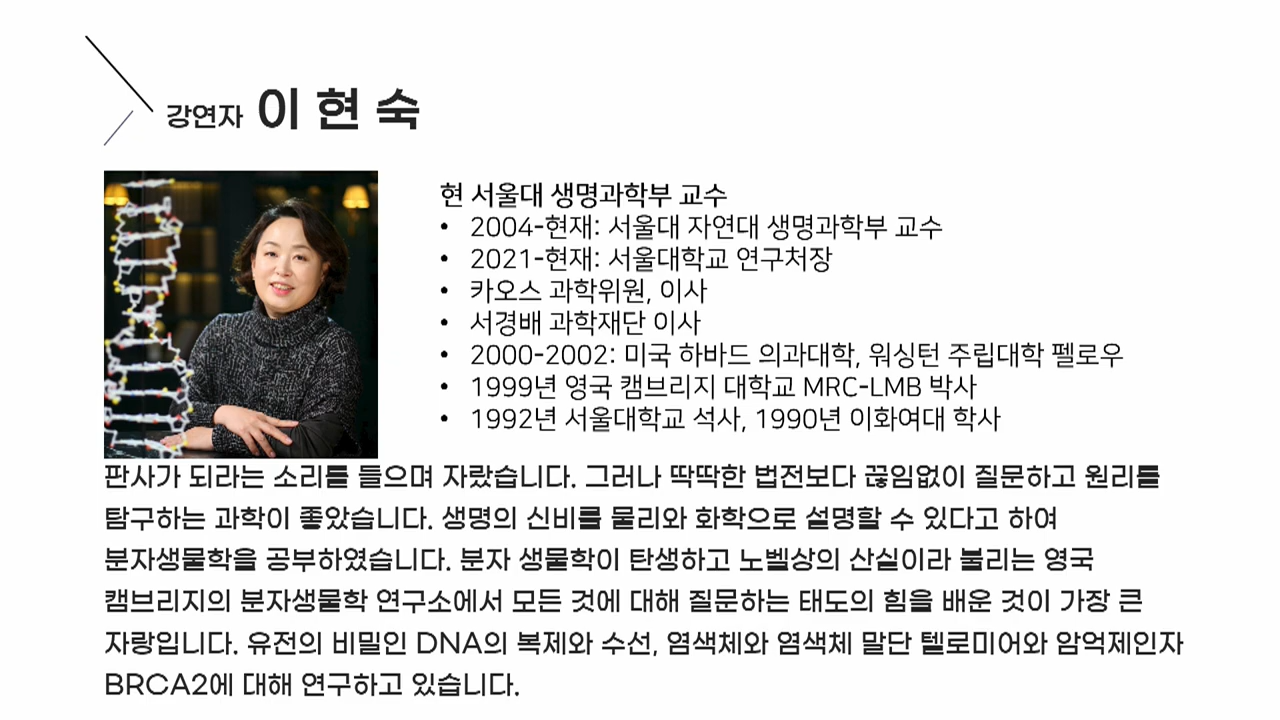 강연자 이 현 숙
현 서울대 생명과학부 교수
• 2004-현재: 서울대 자연대 생명과학부 교수
• 2021-현재: 서울대학교 연구처장
• 카오스 과학위원, 이사
• 서경배 과학재단 이사
• 2000-2002: 미국 하바드 의과대학, 워싱턴 주립대학 펠로우
• 1999년 영국 캠브리지 대학교 MRC-LMB 박사
• 1992년 서울대학교 석사, 1990년 이화여대 학사
판사가 되라는 소리를 들으며 자랐습니다. 그러나 딱딱한 법전보다 끊임없이 질문하고 원리를
탐구하는 과학이 좋았습니다. 생명의 신비를 물리와 화학으로 설명할 수 있다고 하여
분자생물학을 공부하였습니다. 분자 생물학이 탄생하고 노벨상의 산실이라 불리는 영국
캠브리지의 분자생물학 연구소에서 모든 것에 대해 질문하는 태도의 힘을 배운 것이 가장 큰
자랑입니다. 유전의 비밀인 DNA의 복제와 수선, 염색체와 염색체 말단 텔로미어와 암억제인자
BRCA2에 대해 연구하고 있습니다.